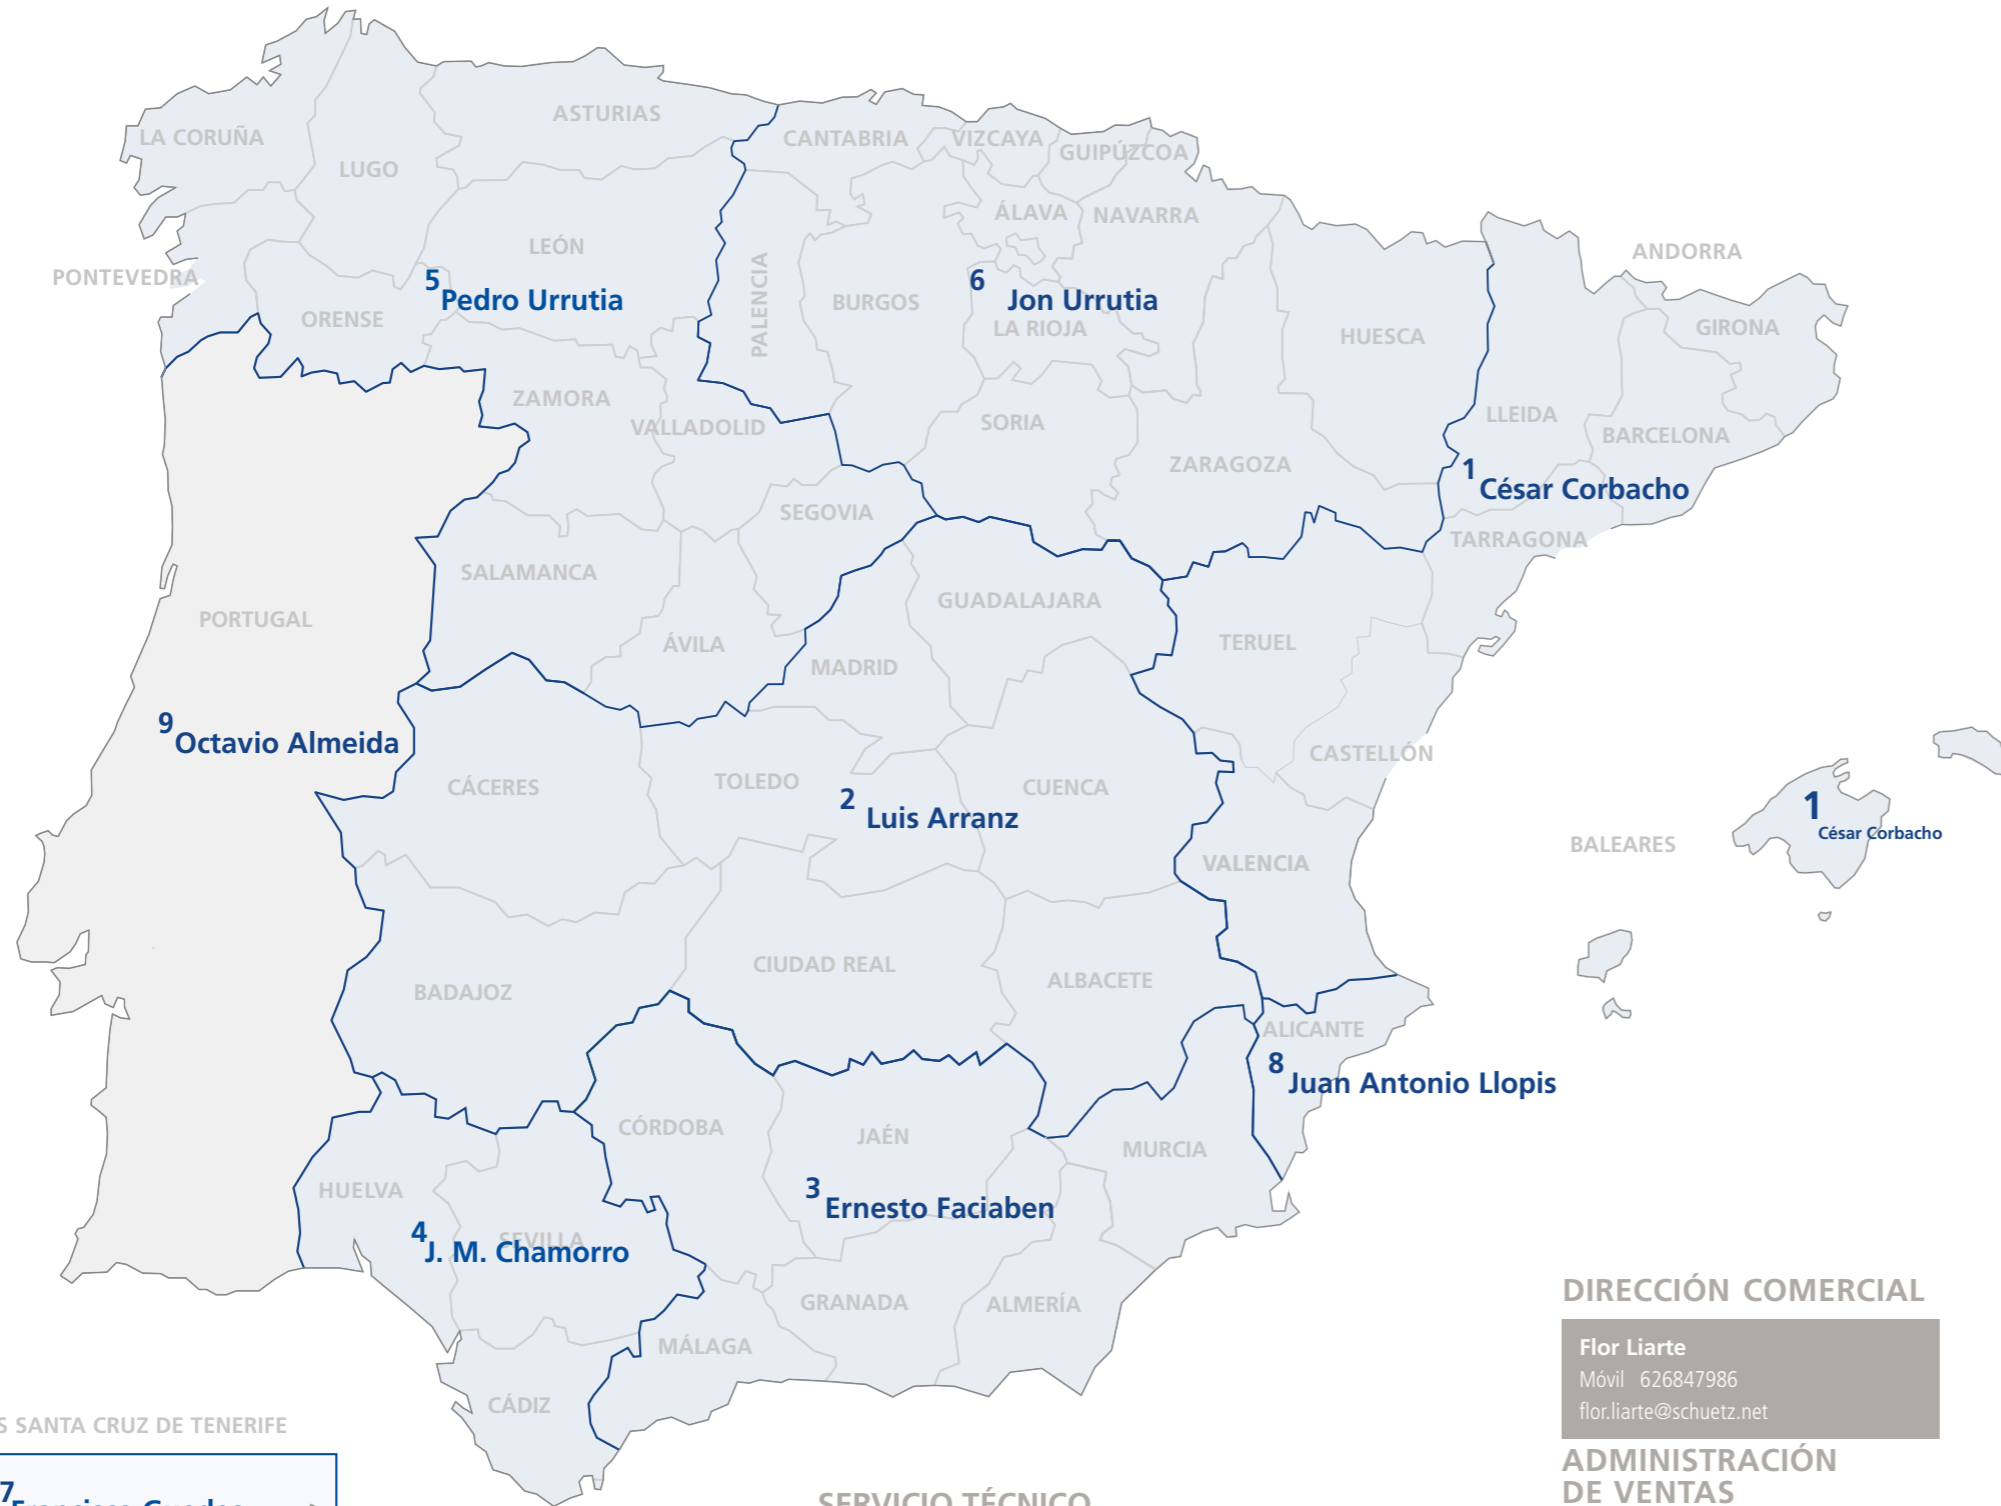 ASTURIAS
LA CORUÑA
CANTABRIA
VIZCAYA
GUIPÚZCOA
LUGO
ÁLAVA
NAVARRA
LEÓN
ANDORRA
PONTEVEDRA
5
Pedro Urrutia
6
Jon Urrutia
PALENCIA
BURGOS
ORENSE
LA RIOJA
HUESCA
GIRONA
ZAMORA
VALLADOLID
SORIA
LLEIDA
BARCELONA
ZARAGOZA
1
César Corbacho
SEGOVIA
TARRAGONA
SALAMANCA
GUADALAJARA
PORTUGAL
ÁVILA
TERUEL
MADRID
9
Octavio Almeida
CASTELLÓN
CÁCERES
TOLEDO
CUENCA
2
Luis Arranz
1
César Corbacho
BALEARES
VALENCIA
CIUDAD REAL
ALBACETE
BADAJOZ
ALICANTE
8
Juan Antonio Llopis
CÓRDOBA
JAÉN
MURCIA
HUELVA
3
Ernesto Faciaben
SEVILLA
4
J. M. Chamorro
GRANADA
ALMERÍA
MÁLAGA
CÁDIZ
DIRECCIÓN COMERCIAL
Flor Liarte
Móvil 626847986
flor.liarte@schuetz.net
ADMINISTRACIÓN
DE VENTAS
S SANTA CRUZ DE TENERIFE
7
Francisco Guedes
SERVICIO TÉCNICO